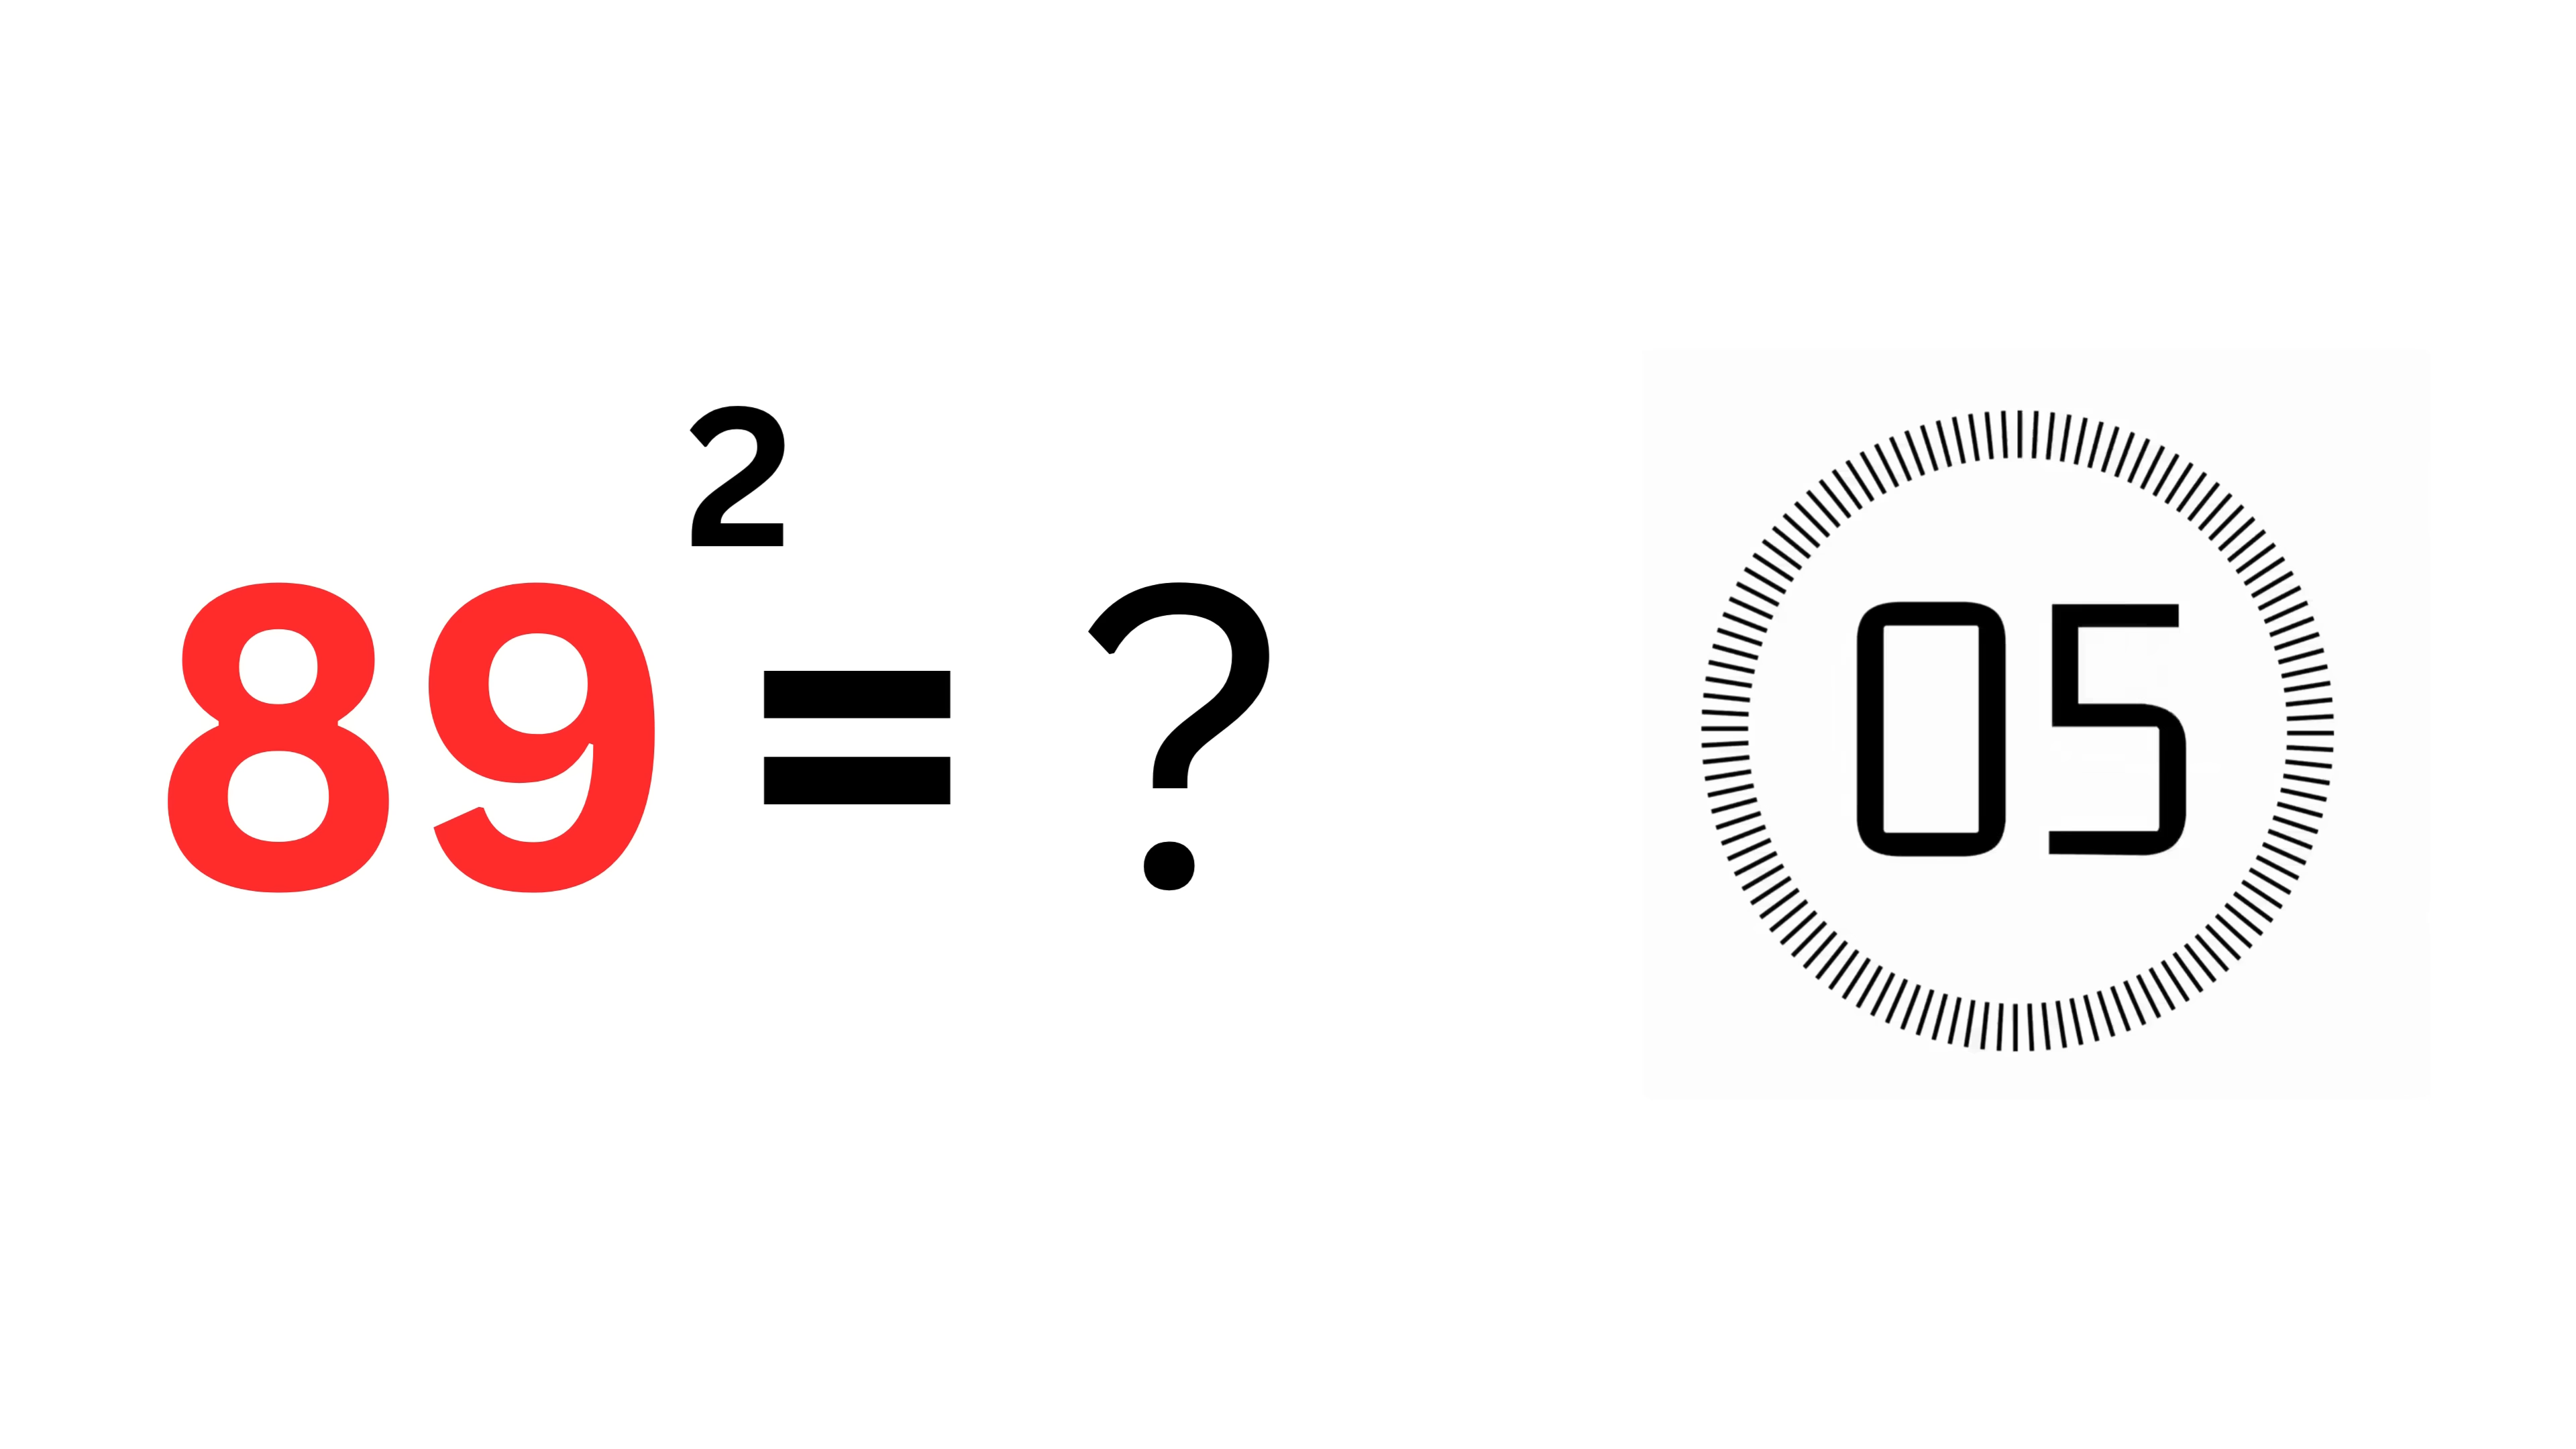 89² = ?
05